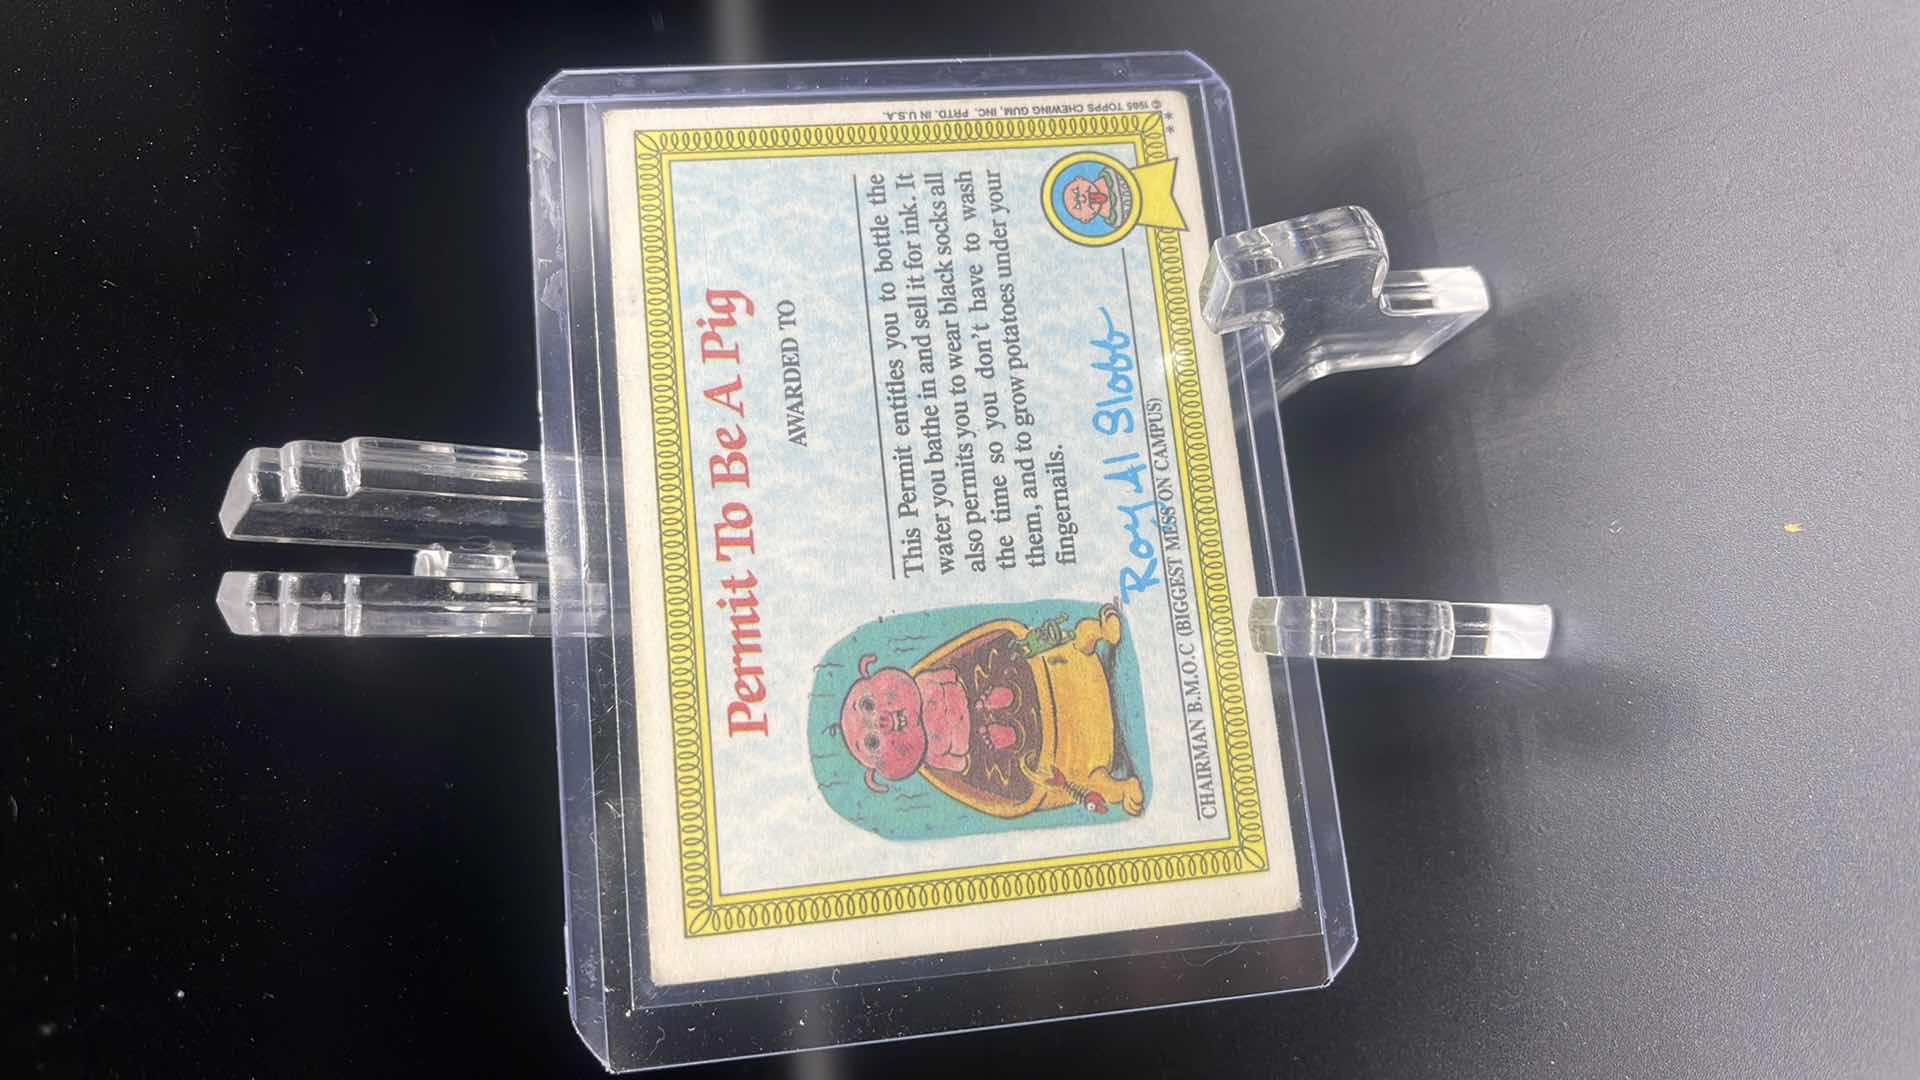 Permit To Be A Pig
AWARDED TO
This Permit entitles you to bottle the
water you bathe in and sell it for ink. It
also permits you to wear black socks all
the time so you don't have to wash
them, and to grow potatoes under your
fingernails.
Royal Slobb
CHAIRMAN B.M.O.C (BIGGEST MESS ON CAMPUS)
**
© 1985 TOPPS CHEWING GUM, INC. PRTD. IN U.S.A.